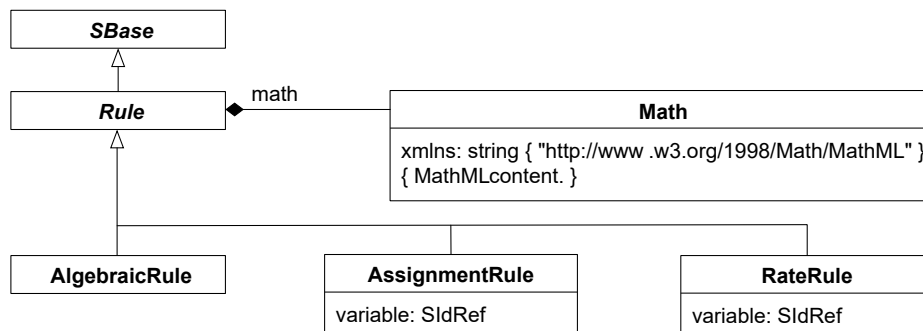 SBase
Rule
math
Math
xmlns: string { "http://www .w3.org/1998/Math/MathML" }
{ MathMLcontent. }
AlgebraicRule
AssignmentRule
RateRule
variable: SIdRef
variable: SIdRef